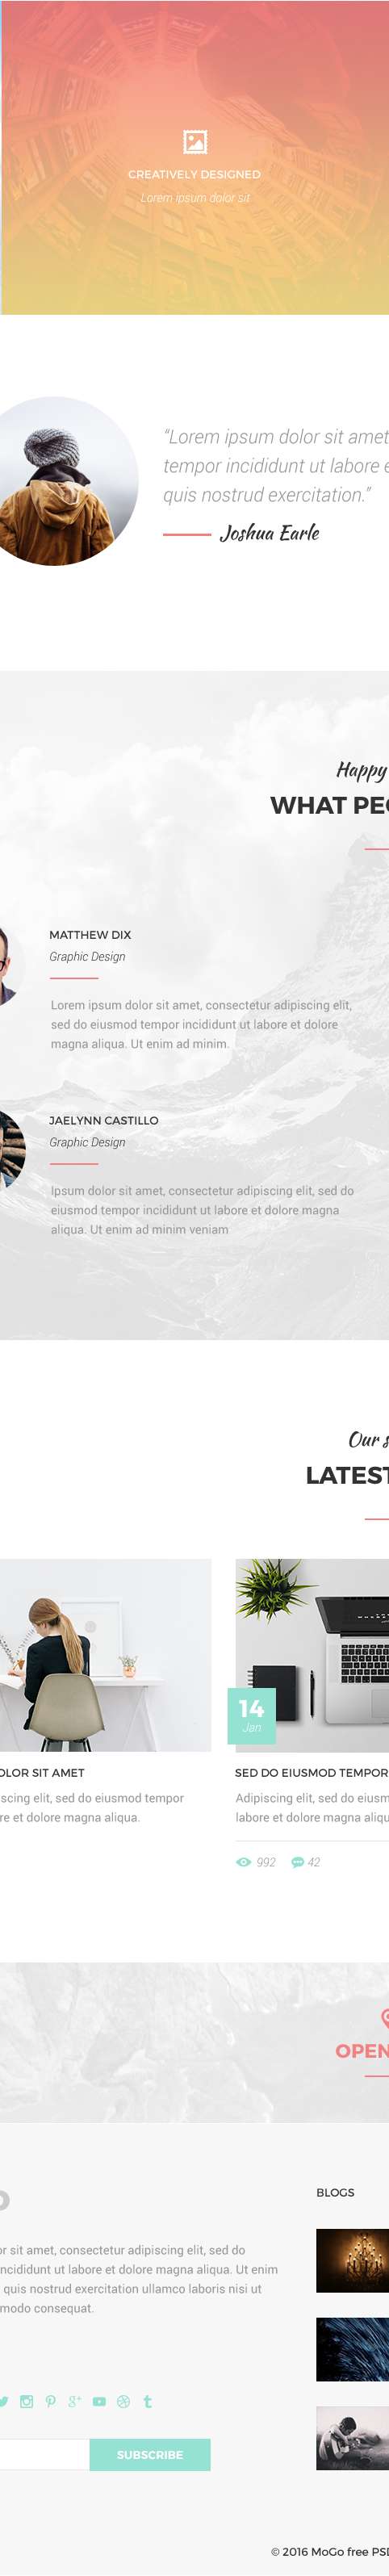 CREATIVELY DESIGNED
Lorem ipsum dolor sit
“Lorem ipsum dolor sit amet
tempor incididunt ut labore e
quis nostrud exercitation.”
Joshua Earle
Happy
WHAT PE
MATTHEW DIX
Graphic Design
Lorem ipsum dolor sit amet, consectetur adipiscing elit,
sed do eiusmod tempor incididunt ut labore et dolore
magna aliqua. Ut enim ad minim.
JAELYNN CASTILLO
Graphic Design
Ipsum dolor sit amet, consectetur adipiscing elit, sed do
eiusmod tempor incididunt ut labore et dolore magna
aliqua. Ut enim ad minim veniam
Our s
LATEST
14
Jan
OLOR SIT AMET
scing elit, sed do eiusmod tempor
re et dolore magna aliqua.
SED DO EIUSMOD TEMPOR
Adipiscing elit, sed do eiusm
labore et dolore magna aliqu
992 42
OPEN
r sit amet, consectetur adipiscing elit, sed do
ncididunt ut labore et dolore magna aliqua. Ut enim
quis nostrud exercitation ullamco laboris nisi ut
modo consequat.
SUBSCRIBE
BLOGS
© 2016 MoGo free PSD